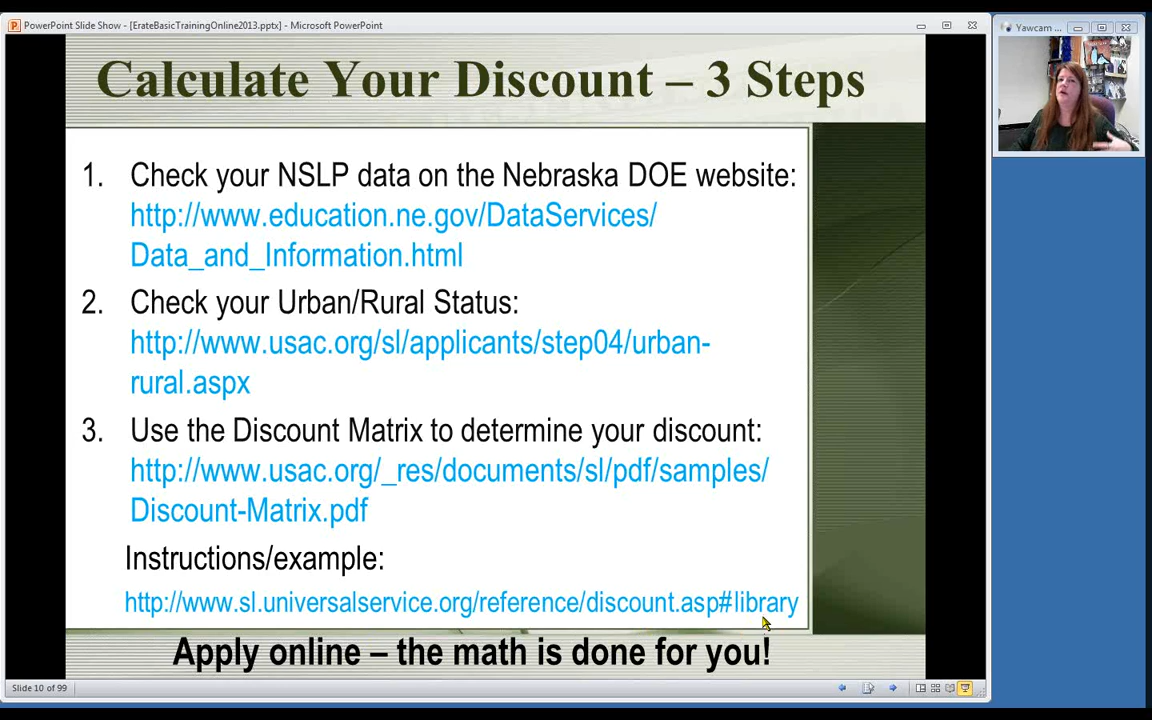 PowerPoint Slide Show - [ErateBasicTrainingOnline2013.pptx] - Microsoft PowerPoint
Yawcam ...
Calculate Your Discount – 3 Steps
1. Check your NSLP data on the Nebraska DOE website:
http://www.education.ne.gov/DataServices/
Data_and_Information.html
2. Check your Urban/Rural Status:
http://www.usac.org/sl/applicants/step04/urban-
rural.aspx
3. Use the Discount Matrix to determine your discount:
http://www.usac.org/_res/documents/sl/pdf/samples/
Discount-Matrix.pdf
Instructions/example:
http://www.sl.universalservice.org/reference/discount.asp#library
Apply online – the math is done for you!
Slide 10 of 99